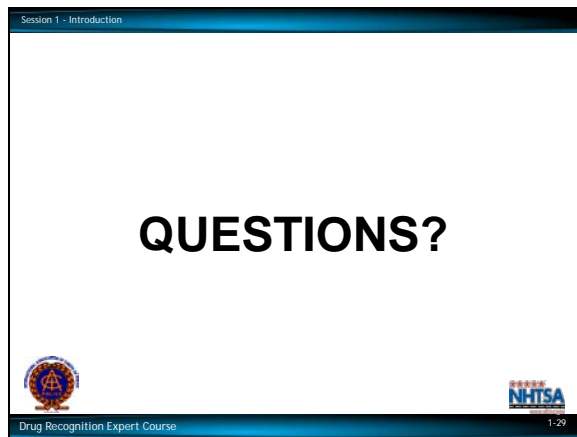 Session 1 - Introduction
QUESTIONS?
NHTSA
Drug Recognition Expert Course
1-29